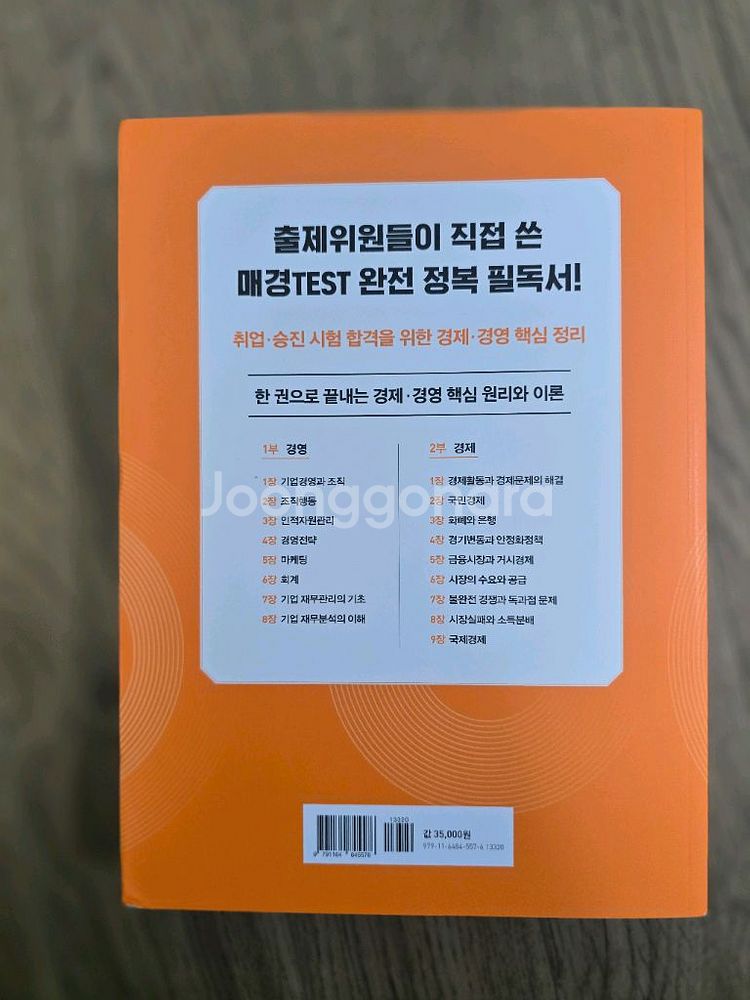 출제위원들이 직접 쓴
매경TEST 완전 정복 필독서!
취업·승진 시험 합격을 위한 경제·경영 핵심 정리
한 권으로 끝내는 경제·경영 핵심 원리와 이론
1부 경영
1장 기업경영과 조직
2장 조직행동
3장 인적자원관리
4장 경영전략
5장 마케팅
6장 회계
7장 기업 재무관리의 기초
8장 기업 재무분석의 이해
2부 경제
1장 경제활동과 경제문제의 해결
2장 국민경제
3장 화폐와 은행
4장 경기변동과 안정화정책
5장 금융시장과 거시경제
6장 시장의 수요와 공급
7장 불완전 경쟁과 독과점 문제
8장 시장실패와 소득분배
9장 국제경제
Joonggonara
13320
9 791164 845576
값 35,000원
979-11-6484-557-6 13320